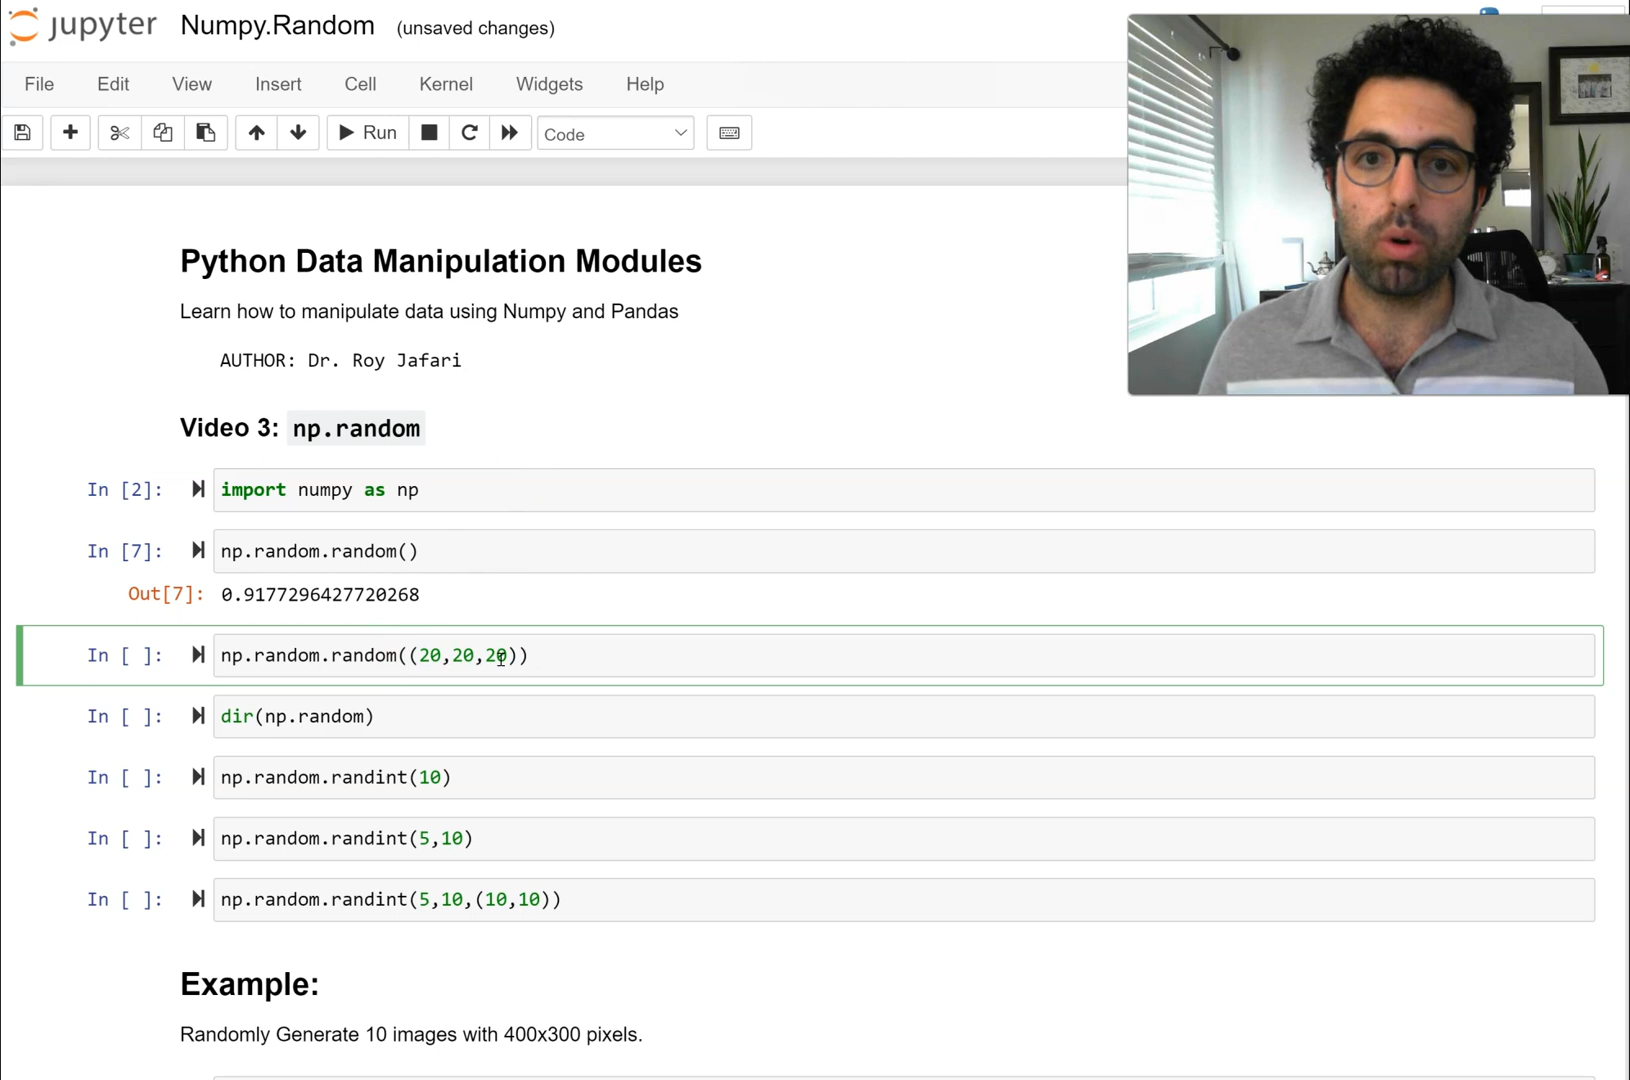 jupyter Numpy.Random (unsaved changes)
File Edit View Insert Cell Kernel Widgets Help
Run Code
Python Data Manipulation Modules
Learn how to manipulate data using Numpy and Pandas
AUTHOR: Dr. Roy Jafari
Video 3: np.random
In [2]: import numpy as np
In [7]: np.random.random()
Out[7]: 0.9177296427720268
In [ ]: np.random.random((20,20,20))
In [ ]: dir(np.random)
In [ ]: np.random.randint(10)
In [ ]: np.random.randint(5,10)
In [ ]: np.random.randint(5,10,(10,10))
Example:
Randomly Generate 10 images with 400x300 pixels.